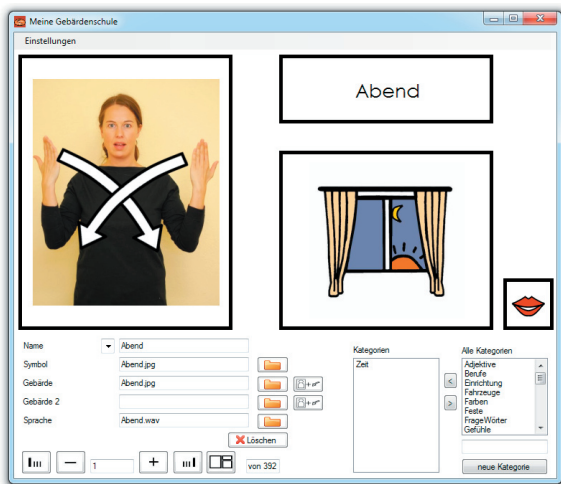 Meine Gebärdenschule
Einstellungen
Abend
Name
Abend
Symbol
Abend.jpg
Gebärde
Abend.jpg
Gebärde 2
Sprache
Abend.wav
Löschen
1
von 392
Kategorien
Zeit
Alle Kategorien
Adjektive
Berufe
Einrichtung
Fahrzeuge
Farben
Feste
FrageWörter
Gefühle
neue Kategorie